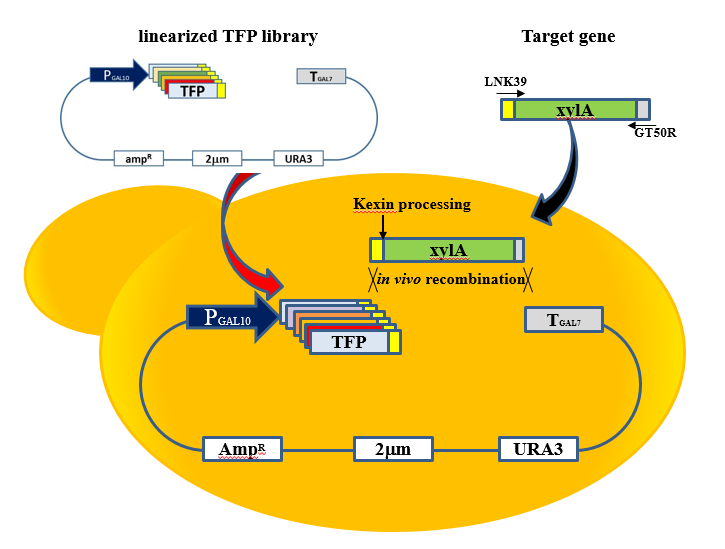 linearized TFP library
Target gene
PGAL10
TFP
TGAL7
ampR
2μm
URA3
LNK39
xylA
GT50R
Kexin processing
xylA
in vivo recombination
PGAL10
TFP
TGAL7
AmpR
2μm
URA3